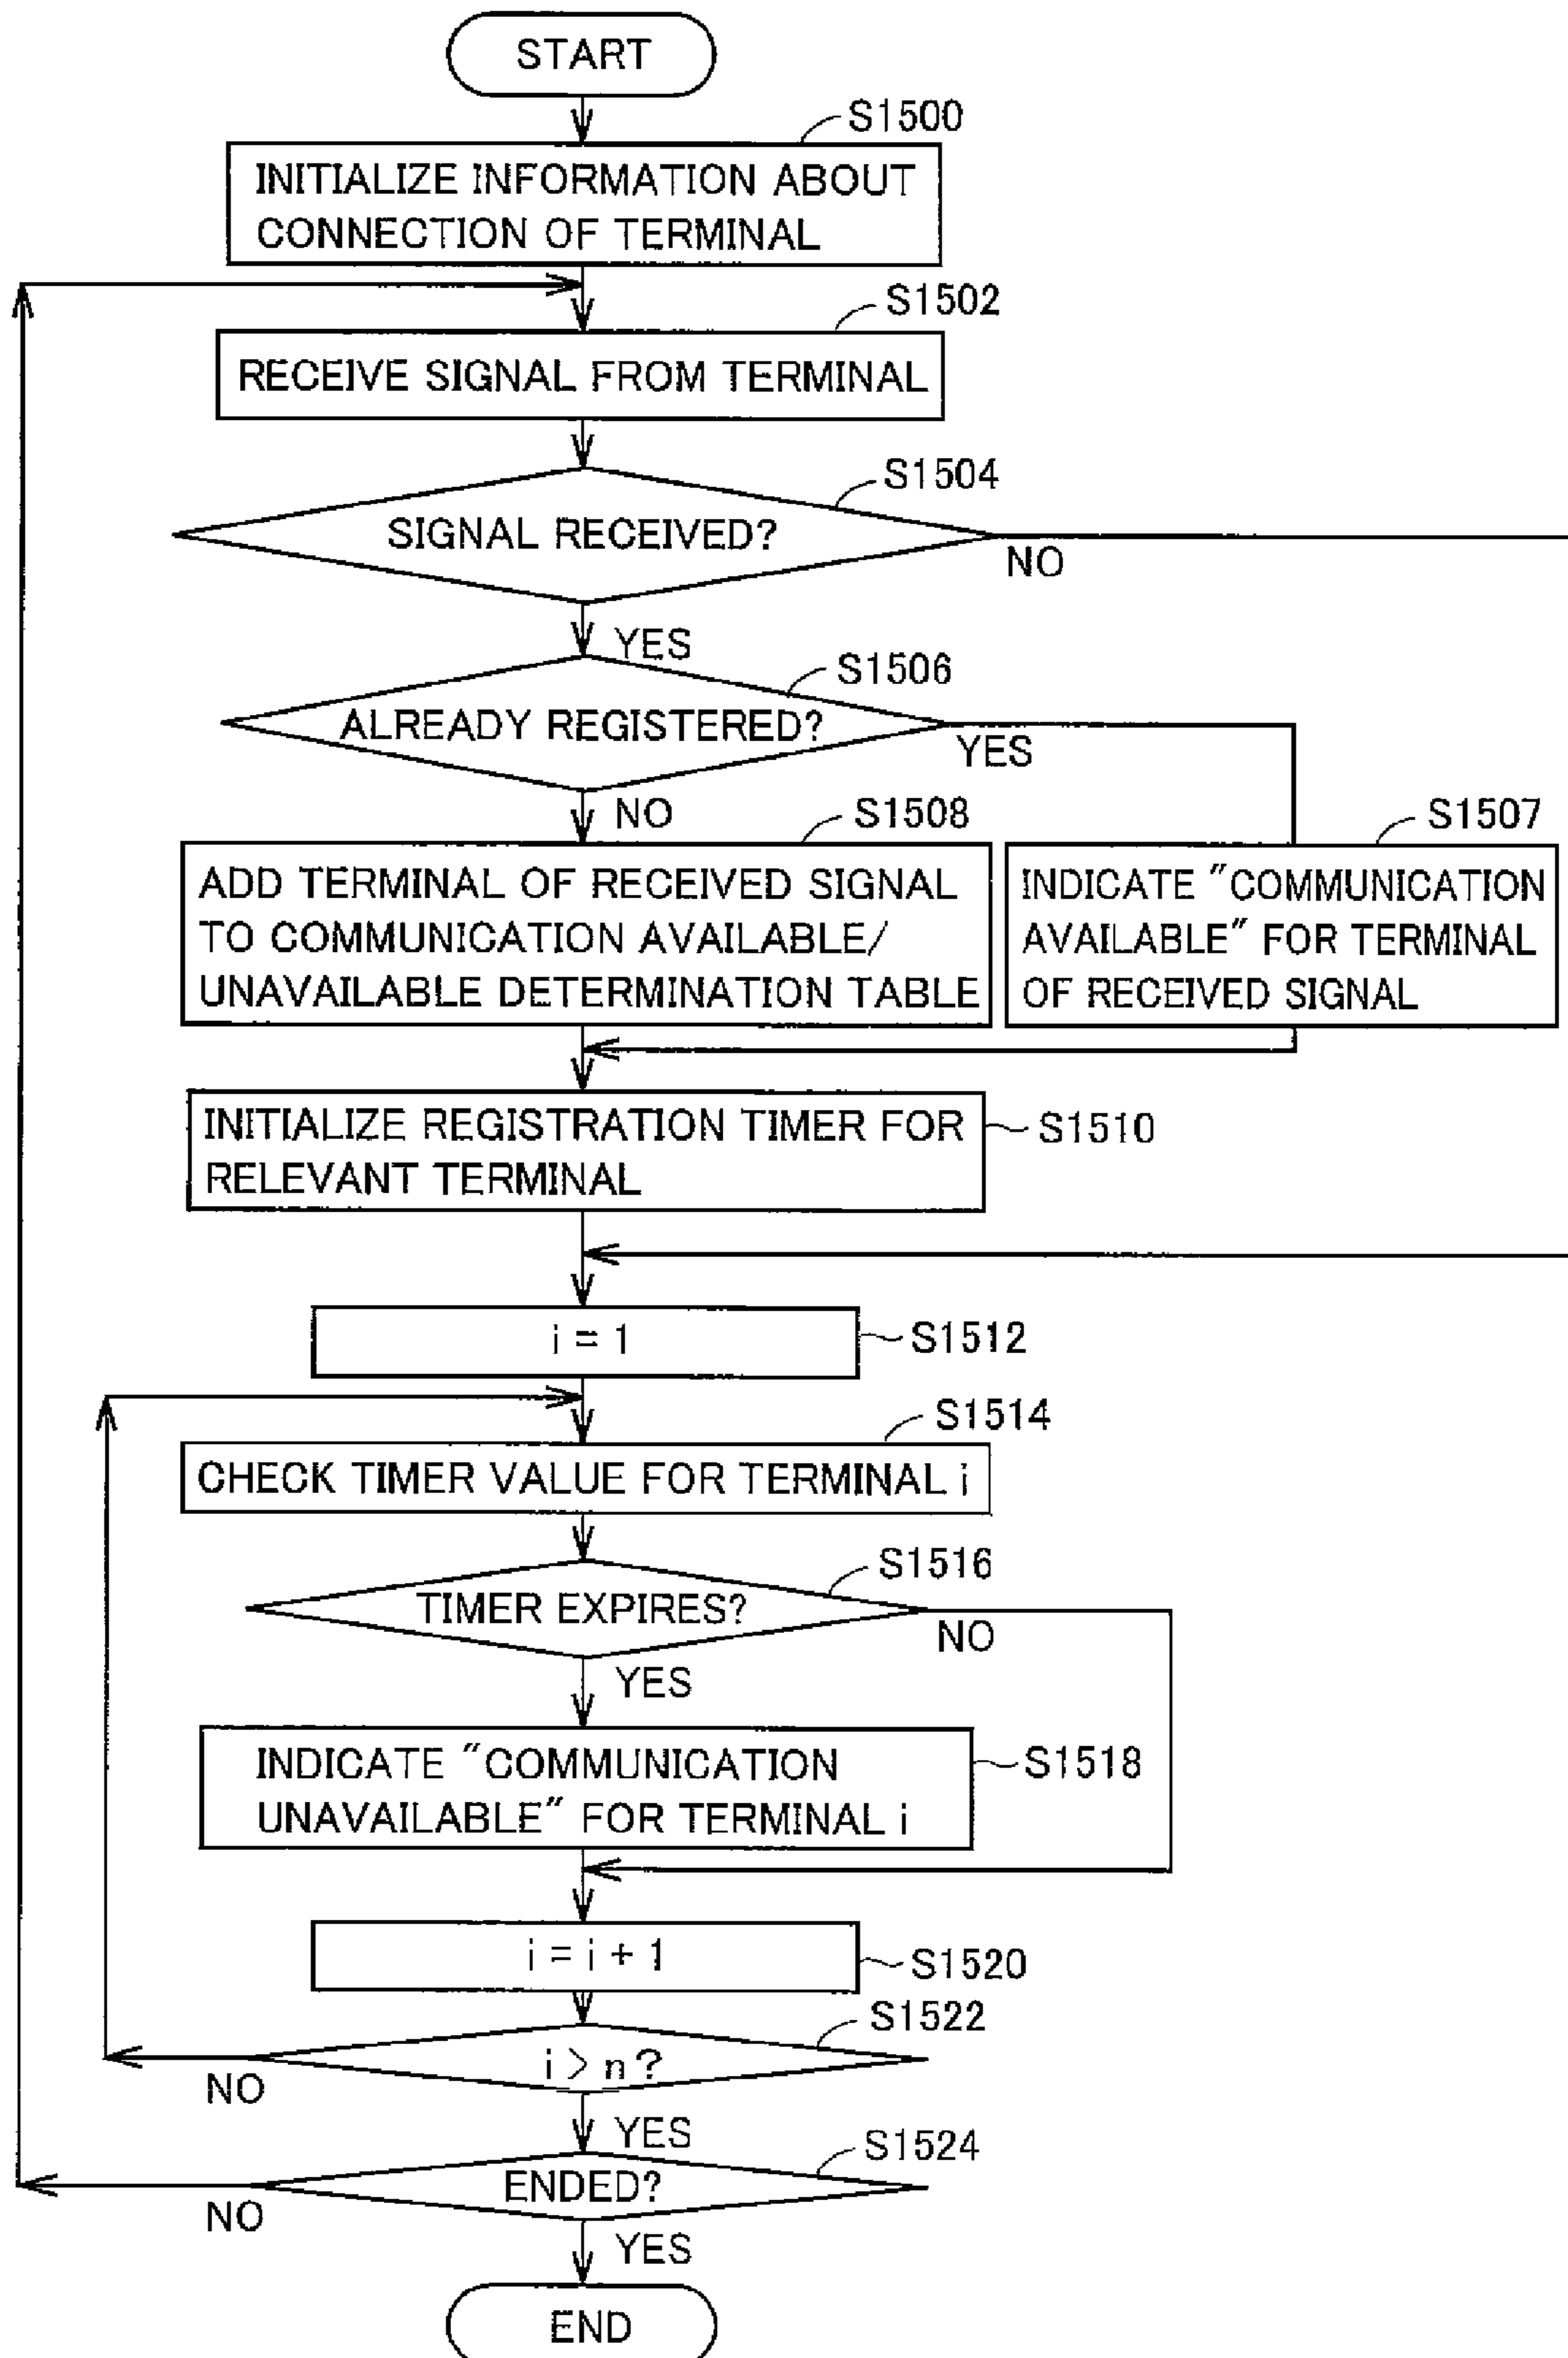 START
S1500
INITIALIZE INFORMATION ABOUT
CONNECTION OF TERMINAL
S1502
RECEIVE SIGNAL FROM TERMINAL
S1504
SIGNAL RECEIVED?
NO
YES
S1506
ALREADY REGISTERED?
YES
NO
S1508
S1507
ADD TERMINAL OF RECEIVED SIGNAL
TO COMMUNICATION AVAILABLE/
UNAVAILABLE DETERMINATION TABLE
INDICATE "COMMUNICATION
AVAILABLE" FOR TERMINAL
OF RECEIVED SIGNAL
INITIALIZE REGISTRATION TIMER FOR
RELEVANT TERMINAL
S1510
i = 1
S1512
S1514
CHECK TIMER VALUE FOR TERMINAL i
S1516
TIMER EXPIRES?
NO
YES
INDICATE "COMMUNICATION
UNAVAILABLE" FOR TERMINAL i
S1518
i = i + 1
S1520
S1522
i > n ?
NO
YES
S1524
ENDED?
NO
YES
END